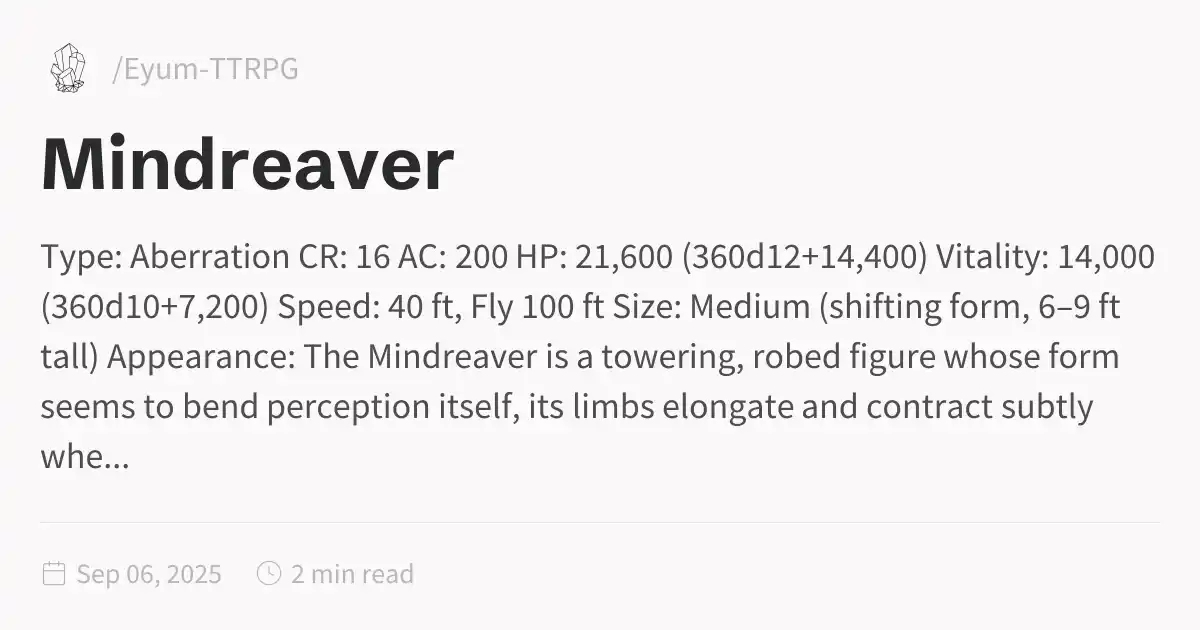 /Eyum-TTRPG
Mindreaver
Type: Aberration CR: 16 AC: 200 HP: 21,600 (360d12+14,400) Vitality: 14,000
(360d10+7,200) Speed: 40 ft, Fly 100 ft Size: Medium (shifting form, 6–9 ft
tall) Appearance: The Mindreaver is a towering, robed figure whose form
seems to bend perception itself, its limbs elongate and contract subtly
whe...
Sep 06, 2025 2 min read